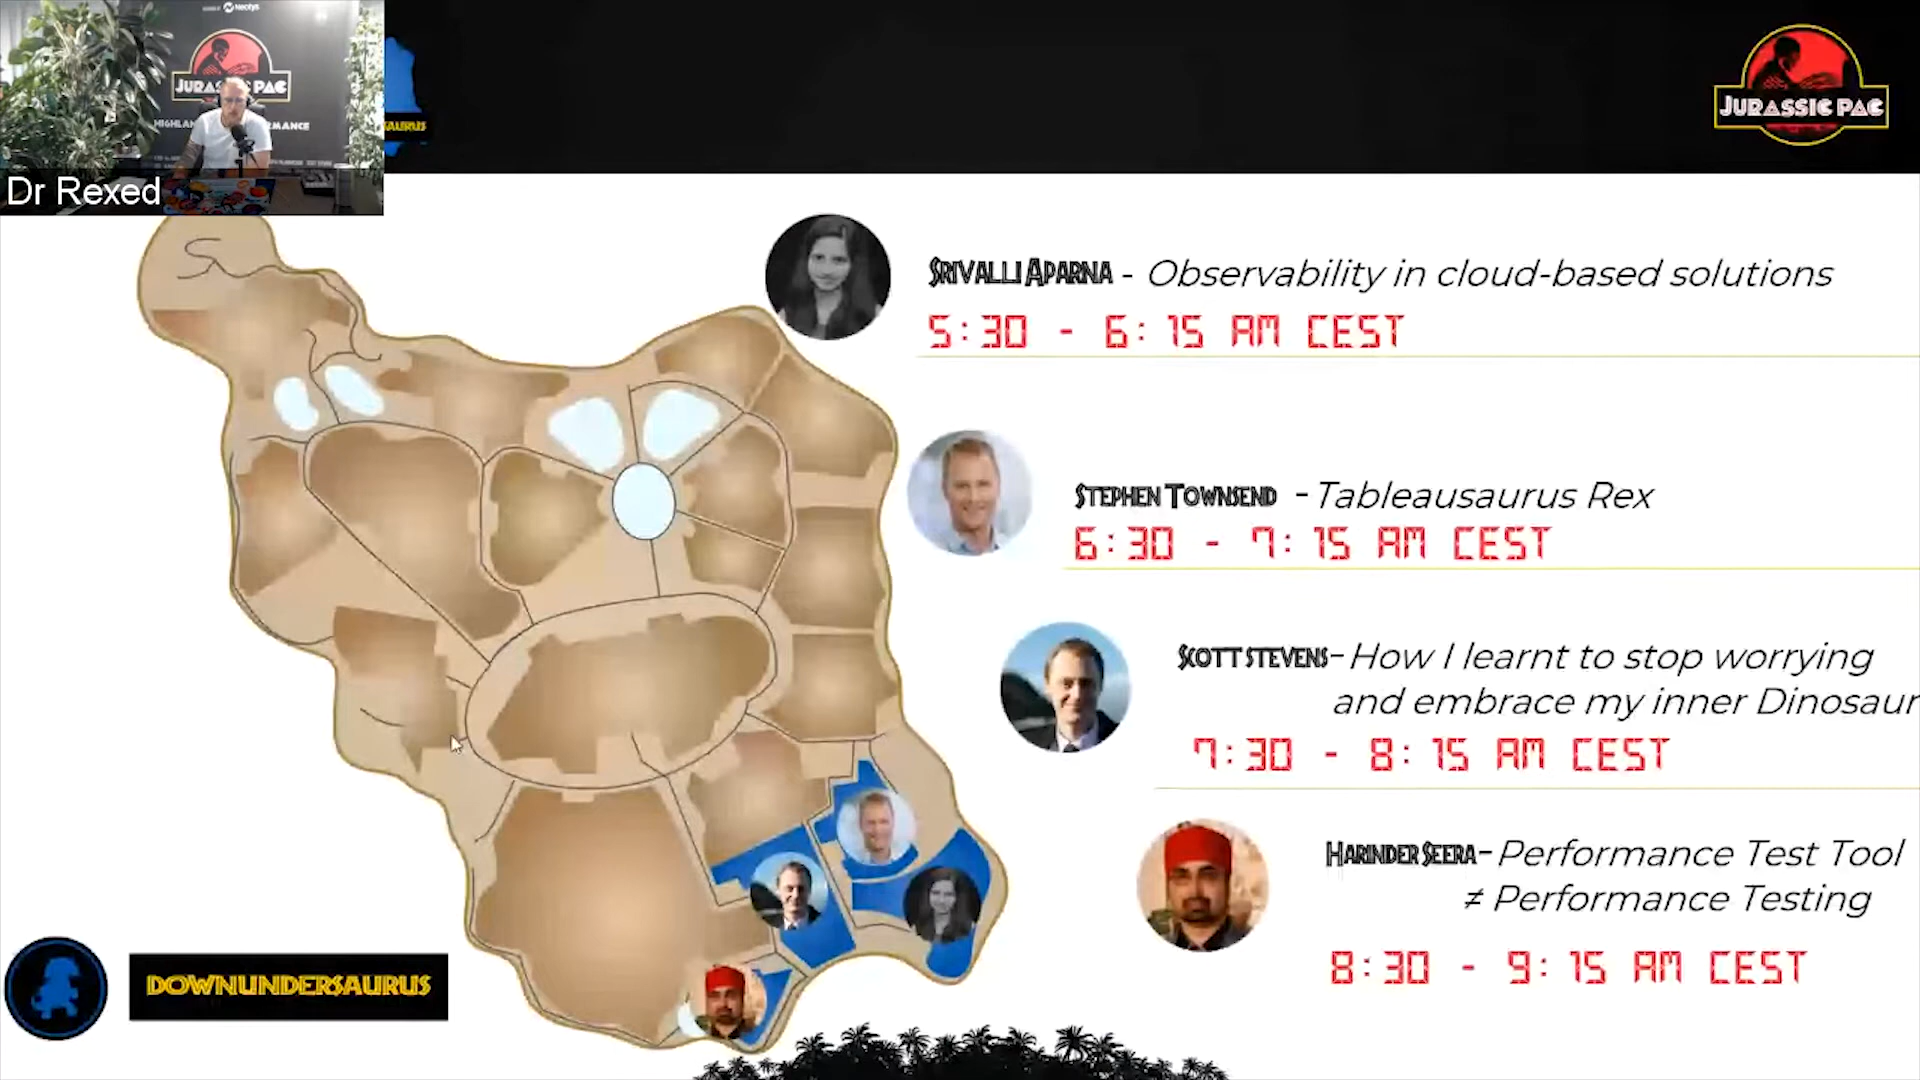 Neotys
JURASSIC PAC
Dr Rexed
SAURUS
JURASSIC PAC
SRIVALLI APARNA - Observability in cloud-based solutions
5:30 - 6:15 AM CEST
STEPHEN TOWNSEND - Tableausaurus Rex
6:30 - 7:15 AM CEST
SCOTT STEVENS - How I learnt to stop worrying
and embrace my inner Dinosaur
7:30 - 8:15 AM CEST
HARINDER SEERA - Performance Test Tool
≠ Performance Testing
8:30 - 9:15 AM CEST
DOWNUNDERSAURUS